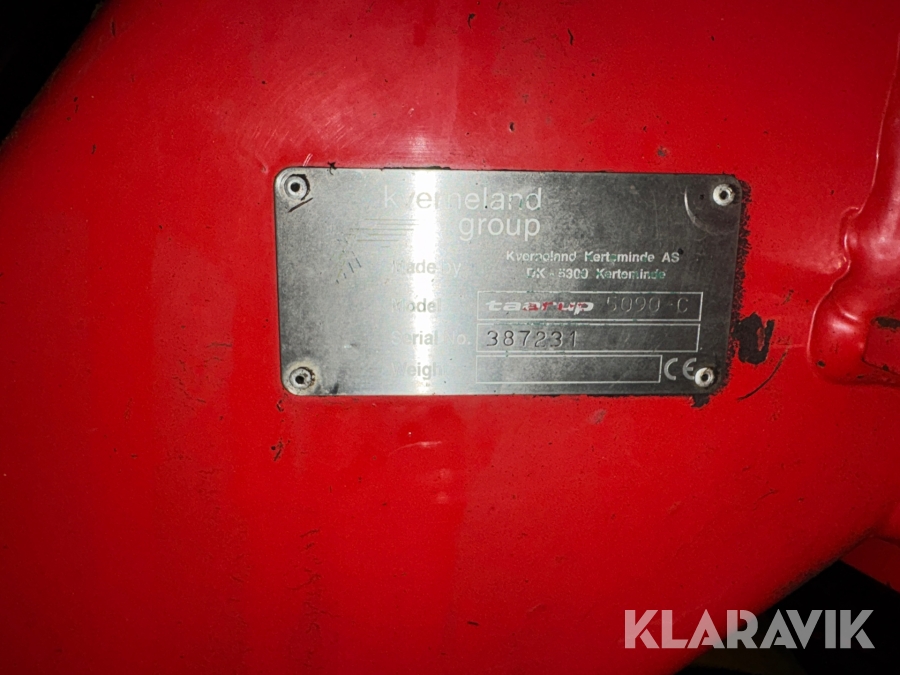 kverneland
group
Made by Kverneland Kerteminde AS
DK - 5300 Kerteminde
Model taarup 5090-C
Serial No. 387231
Weight
CE
KLARAVIK